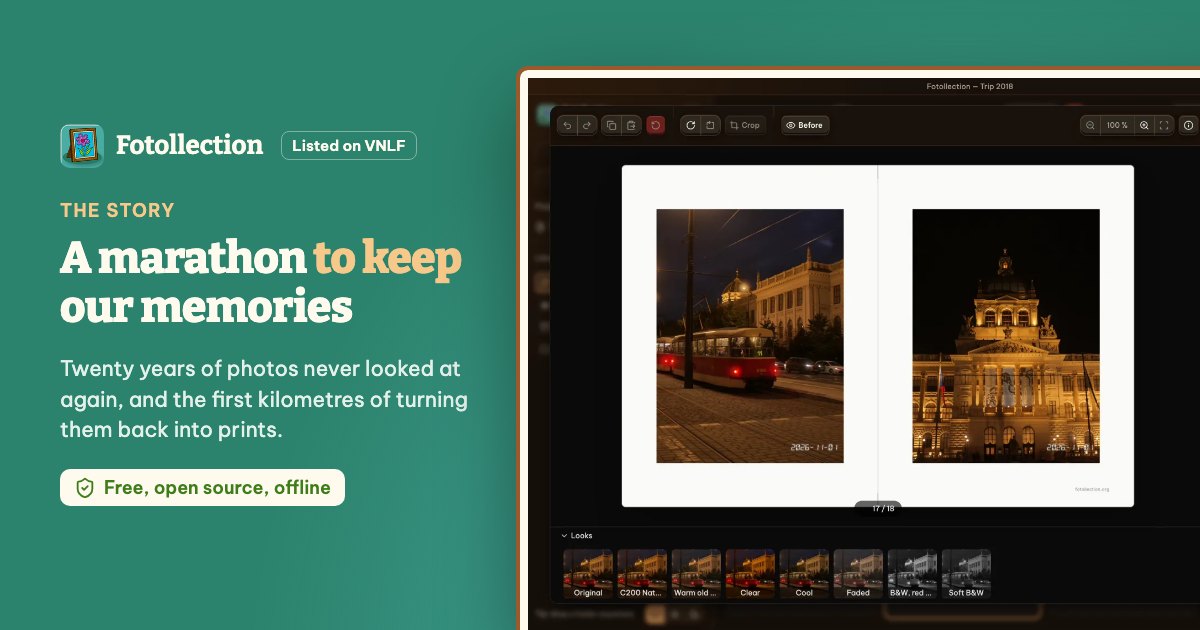 Fotollection
Listed on VNLF
THE STORY
A marathon to keep
our memories
Twenty years of photos never looked at
again, and the first kilometres of turning
them back into prints.
Free, open source, offline
Fotollection — Trip 2018
Crop
Before
100 %
2026-11-01
fotollection.org
17 / 18
Looks
Original
C200 Nat...
Warm old ...
Clear
Cool
Faded
B&W, red ...
Soft B&W